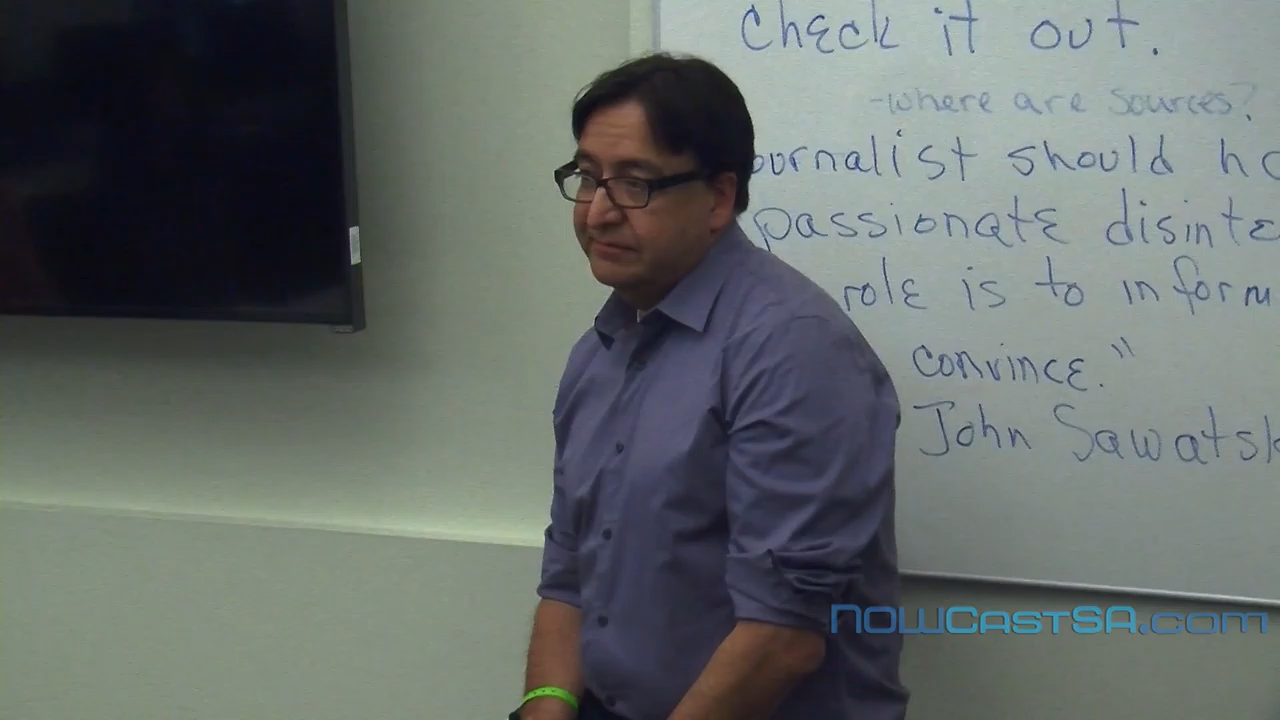 Check it out.
-where are sources?
ournalist should ho
passionate disinte
role is to inform
convince."
John Sawatsk
NOWCastSA.com